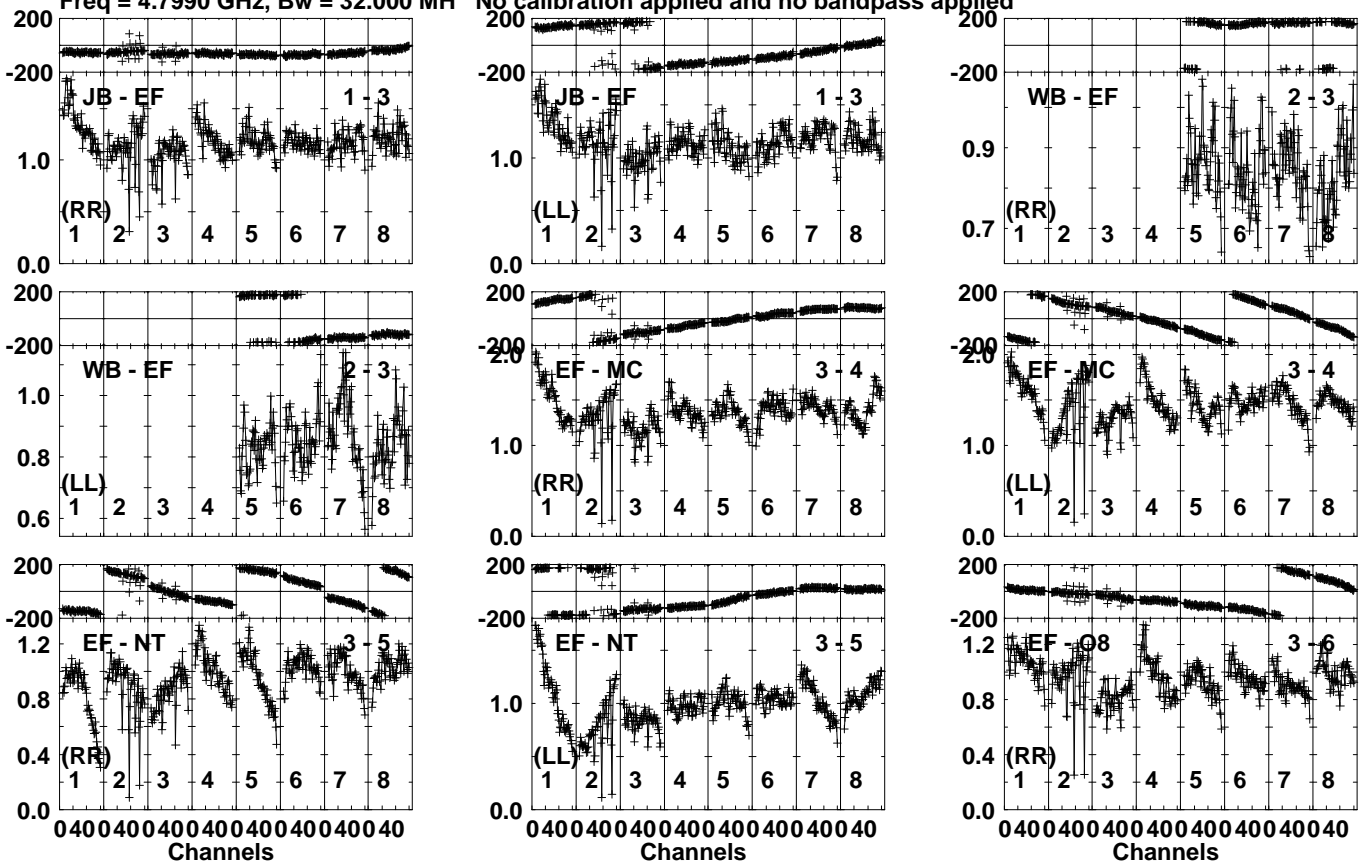 Freq = 4.7990 GHz, Bw = 32.000 MH No calibration applied and no bandpass applied
200 200 200
-200 -200 -200
JB - EF 1 - 3 JB - EF 1 - 3 WB - EF 2 - 3
1.0 1.0 0.9
(RR) (LL) (RR) 0.7
1 2 3 4 5 6 7 8 1 2 3 4 5 6 7 8 1 2 3 4 5 6 7 8
0.0 0.0
200 200 200
-200 -200 -200
2.0 2.0
WB - EF 2 - 3 EF - MC 3 - 4 EF - MC 3 - 4
1.0 1.0 1.0
0.8
(LL) (RR) (LL)
1 2 3 4 5 6 7 8 1 2 3 4 5 6 7 8 1 2 3 4 5 6 7 8
0.6 0.0 0.0
200 200 200
-200 -200 -200
EF - NT 3 - 5 EF - NT 3 - 5 EF - O8 3 - 6
1.2 1.2
0.8 1.0 0.8
0.4 0.4
(RR) (LL) (RR)
1 2 3 4 5 6 7 8 1 2 3 4 5 6 7 8 1 2 3 4 5 6 7 8
0.0 0.0 0.0
0 40 0 40 0 40 0 40 0 40 0 40 0 40 0 40 0 40 0 40 0 40 0 40 0 40 0 40 0 40 0 40 0 40 0 40 0 40 0 40 0 40 0 40 0 40 0 40
Channels Channels Channels